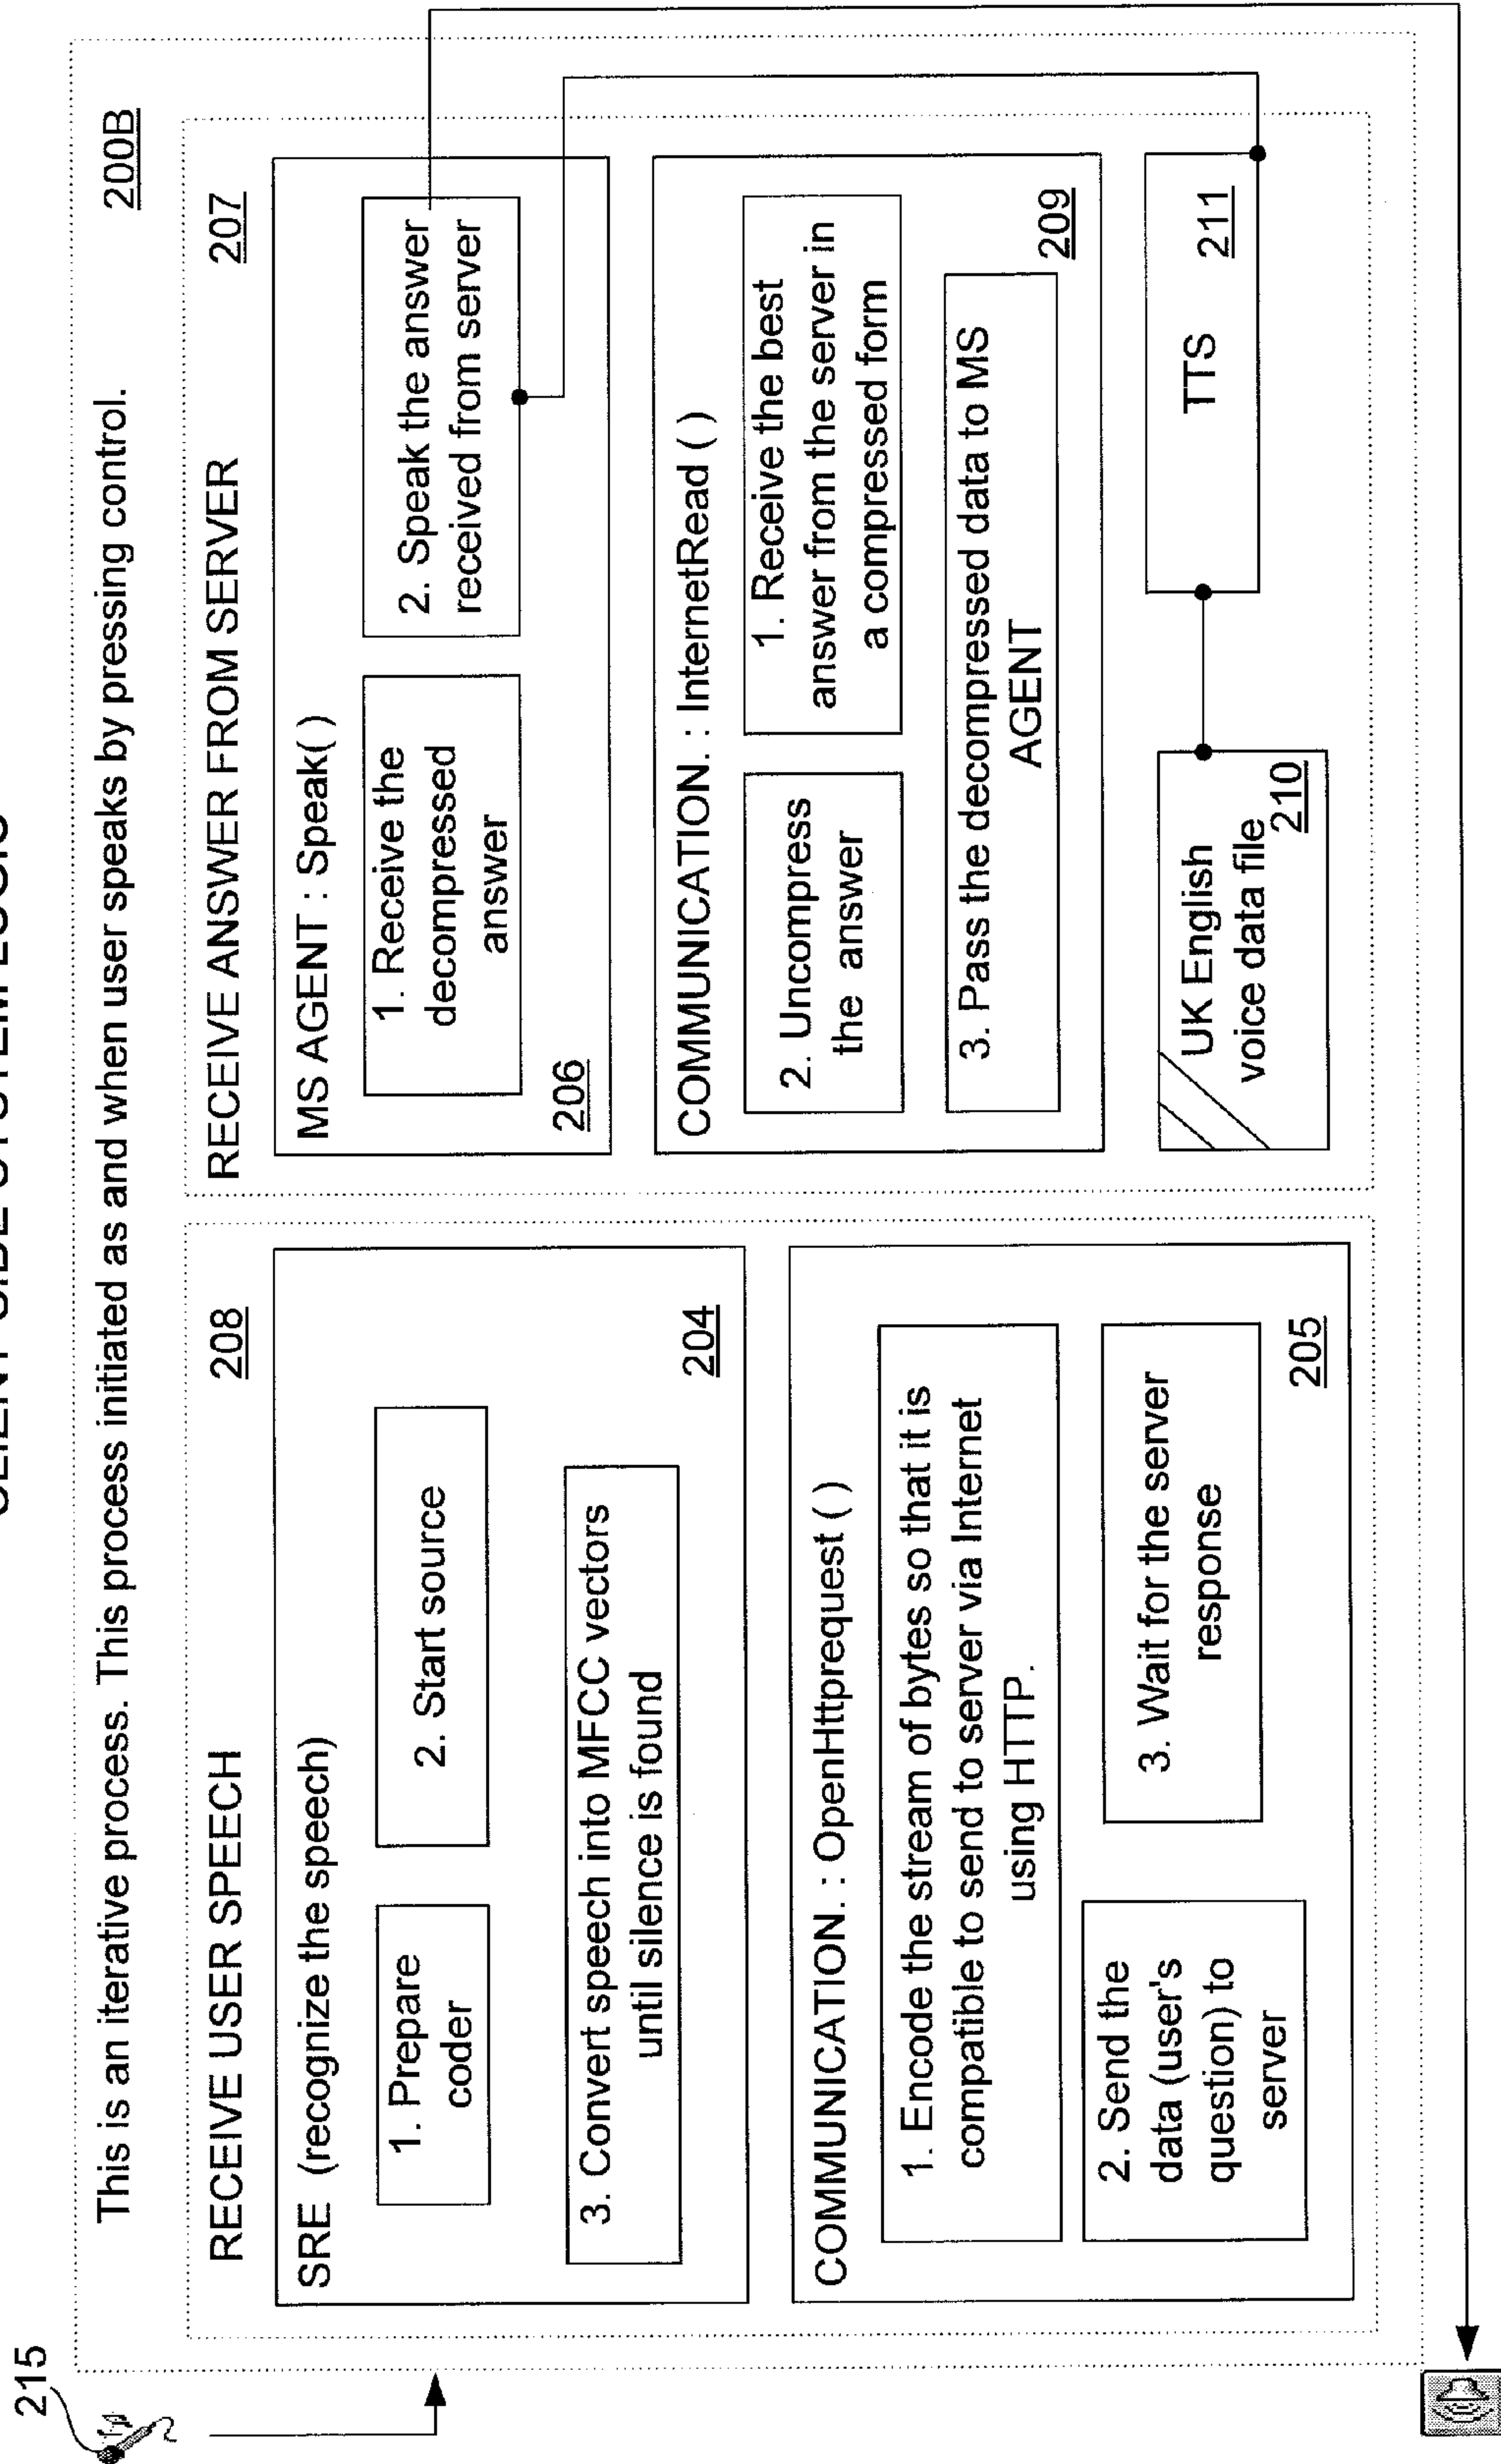 This is an iterative process. This process initiated as and when user speaks by pressing control.
200B
215
RECEIVE USER SPEECH
208
SRE (recognize the speech)
1. Prepare
coder
2. Start source
3. Convert speech into MFCC vectors
until silence is found
204
COMMUNICATION. : OpenHttprequest ( )
1. Encode the stream of bytes so that it is
compatible to send to server via Internet
using HTTP.
2. Send the
data (user's
question) to
server
3. Wait for the server
response
205
RECEIVE ANSWER FROM SERVER
207
MS AGENT : Speak( )
1. Receive the
decompressed
answer
2. Speak the answer
received from server
206
COMMUNICATION. : InternetRead ( )
2. Uncompress
the answer
1. Receive the best
answer from the server in
a compressed form
3. Pass the decompressed data to MS
AGENT
209
UK English
voice data file
210
TTS
211